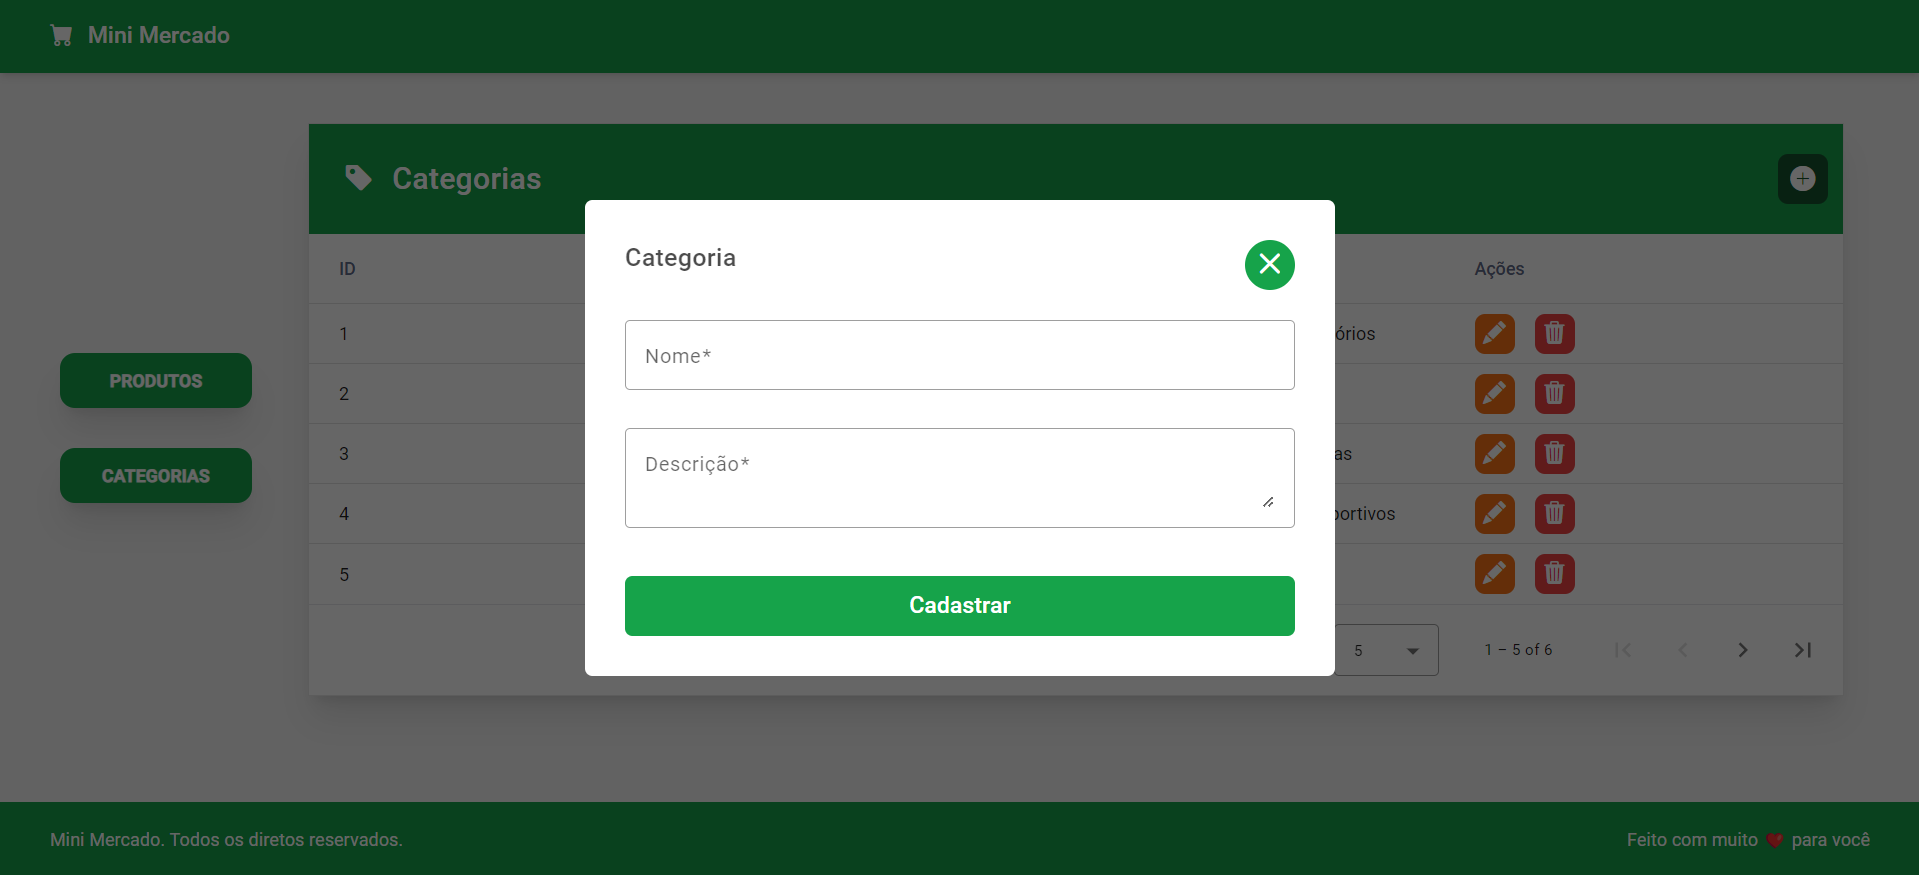 Mini Mercado
Categorias
Categoria
ID
Ações
Nome*
1
órios
PRODUTOS
2
Descrição*
3
as
CATEGORIAS
4
portivos
5
Cadastrar
5
1 – 5 of 6
Mini Mercado. Todos os diretos reservados.
Feito com muito ❤️ para você